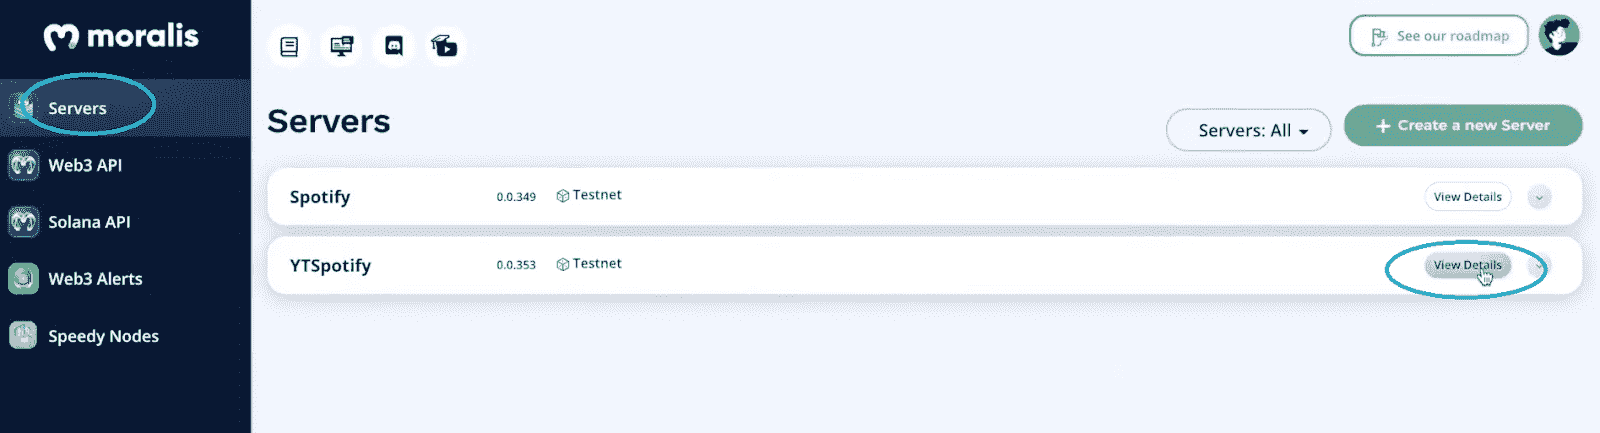 moralis
See our roadmap
Servers
Servers
Servers: All
+ Create a new Server
Web3 API
Spotify 0.0.349 Testnet View Details
Solana API
YTSpotify 0.0.353 Testnet View Details
Web3 Alerts
Speedy Nodes